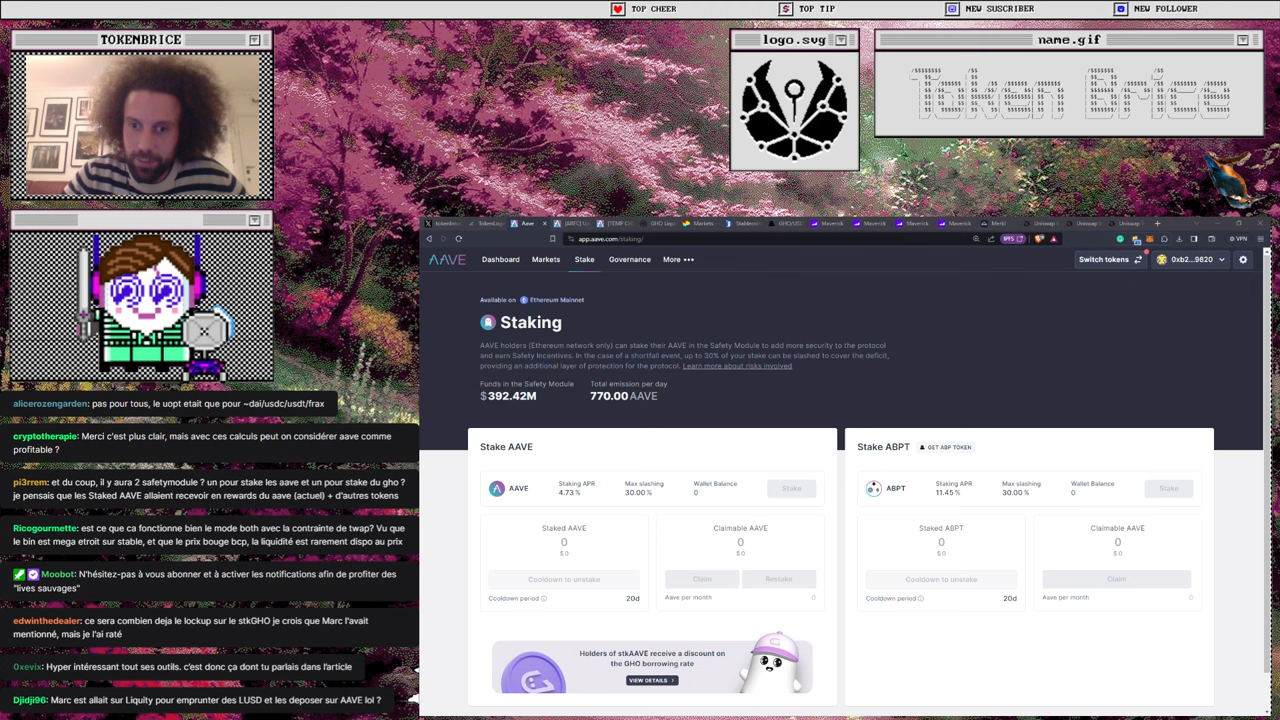 TOP CHEER
TOP TIP
NEW SUSCRIBER
NEW FOLLOWER
TOKENBRICE
logo.svg
name.gif
alicerozengarden: pas pour tous, le uopt etait que pour ~dai/usdc/usdt/frax
cryptotherapie: Merci c'est plus clair, mais avec ces calculs peut on considérer aave comme
profitable ?
pi3rrem: et du coup, il y'aura 2 safetymodule ? un pour stake les aave et un pour stake du gho ?
je pensais que les Staked AAVE allaient recevoir en rewards du aave (actuel) + d'autres tokens
Ricogourmette: est ce que ca fonctionne bien le mode both avec la contrainte de twap? Vu que
le bin est mega etroit sur stable, et que le prix bouge bcp, la liquidité est rarement dispo au prix
Moobot: N'hésitez-pas à vous abonner et à activer les notifications afin de profiter des
"lives sauvages"
edwinthedealer: ce sera combien deja le lockup sur le stkGHO je crois que Marc l'avait
mentionné, mais je l'ai raté
0xevix: Hyper intéressant tout ses outils. c'est donc ça dont tu parlais dans l'article
Djidji96: Marc est allait sur Liquity pour emprunter des LUSD et les deposer sur AAVE lol ?
tokenbrice
Aave
GHO Liqu
Markets
Maverick
Maverick
Maverick
Maverick
Merkl
Uniswap
Uniswap
Uniswap
app.aave.com/staking/
IPFS
VPN
AAVE
Dashboard
Markets
Stake
Governance
More
Switch tokens
0xb2...9820
Available on Ethereum Mainnet
Staking
AAVE holders (Ethereum network only) can stake their AAVE in the Safety Module to add more security to the protocol
and earn Safety Incentives. In the case of a shortfall event, up to 30% of your stake can be slashed to cover the deficit,
providing an additional layer of protection for the protocol. Learn more about risks involved
Funds in the Safety Module
$392.42M
Total emission per day
770.00 AAVE
Stake AAVE
AAVE
Staking APR
4.73 %
Max slashing
30.00 %
Wallet Balance
0
Stake
Staked AAVE
0
$ 0
Cooldown to unstake
Cooldown period
20d
Claimable AAVE
0
$ 0
Claim
Restake
Aave per month
0
Holders of stkAAVE receive a discount on
the GHO borrowing rate
VIEW DETAILS
Stake ABPT
GET ABP TOKEN
ABPT
Staking APR
11.45 %
Max slashing
30.00 %
Wallet Balance
0
Stake
Staked ABPT
0
$ 0
Cooldown to unstake
Cooldown period
20d
Claimable AAVE
0
$ 0
Claim
Aave per month
0